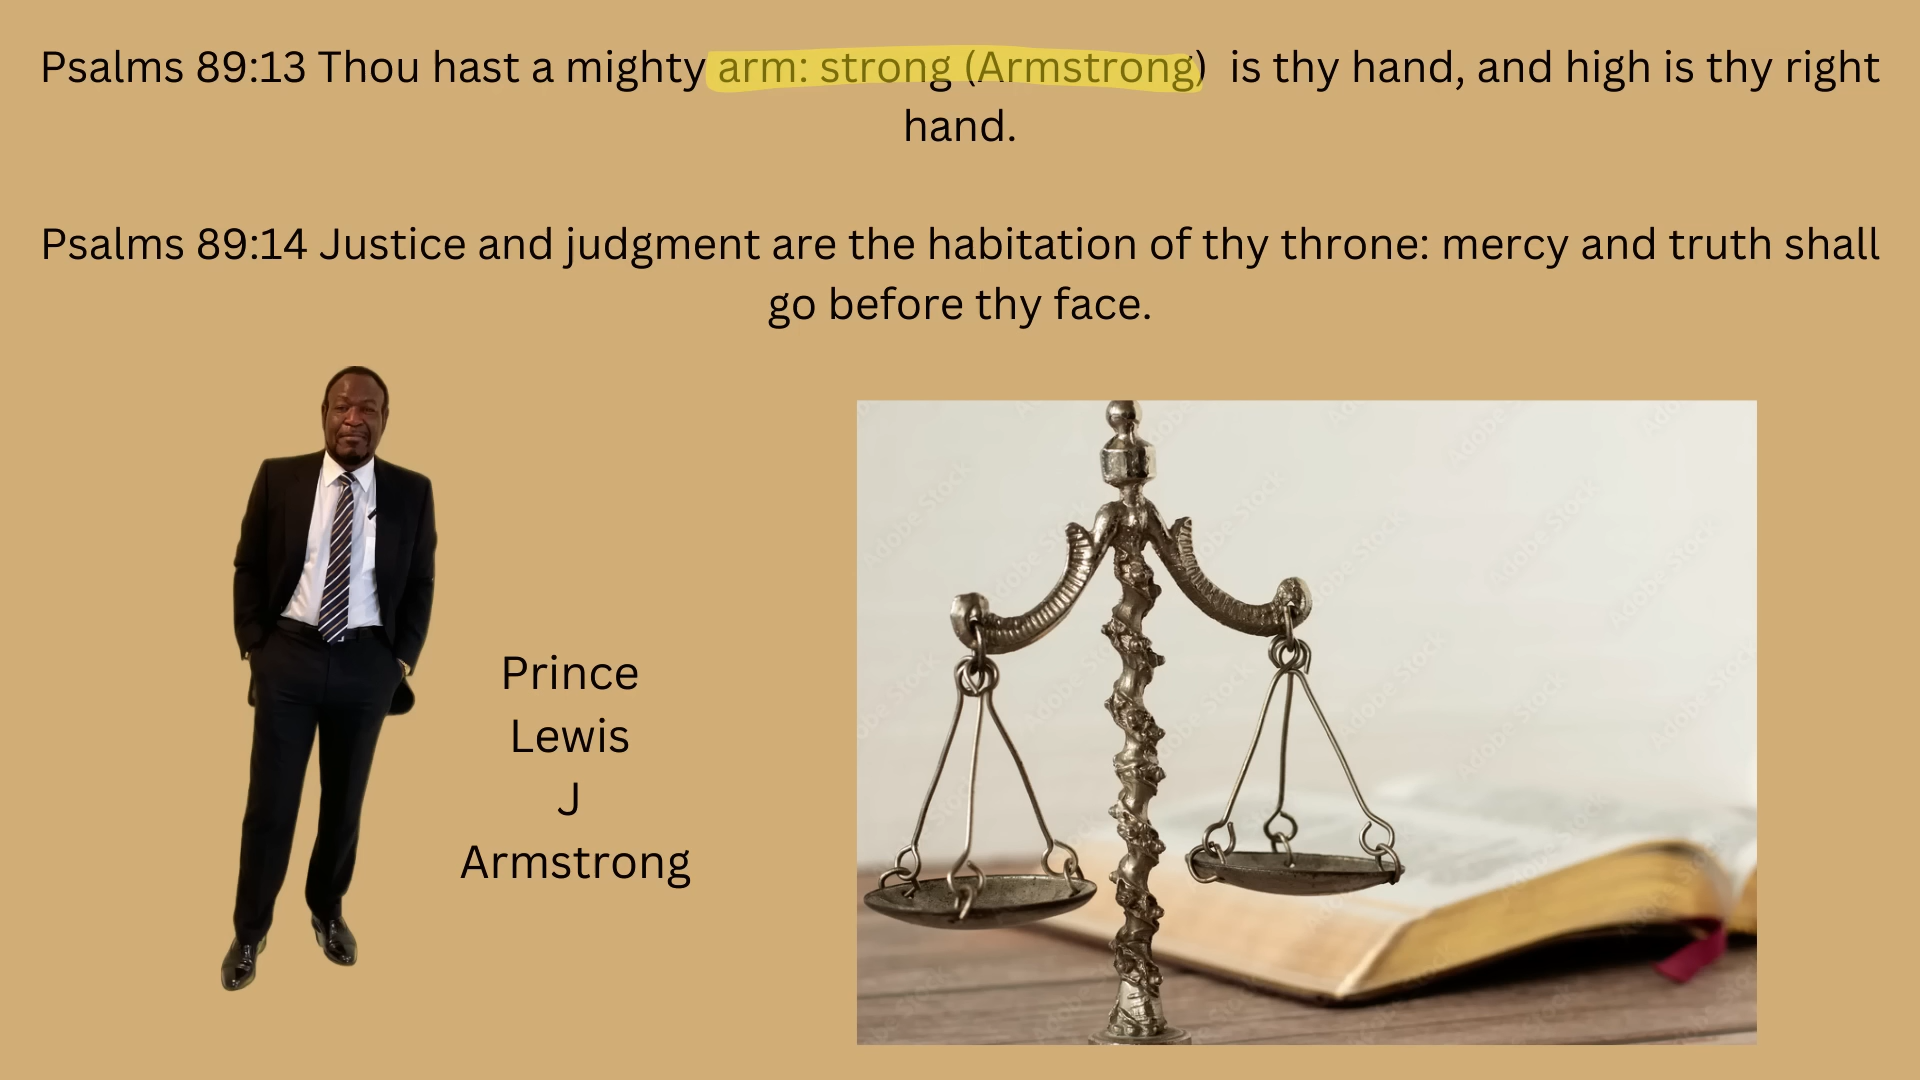 Psalms 89:13 Thou hast a mighty arm: strong (Armstrong) is thy hand, and high is thy right
hand.
Psalms 89:14 Justice and judgment are the habitation of thy throne: mercy and truth shall
go before thy face.
Prince
Lewis
J
Armstrong
Adobe Stock